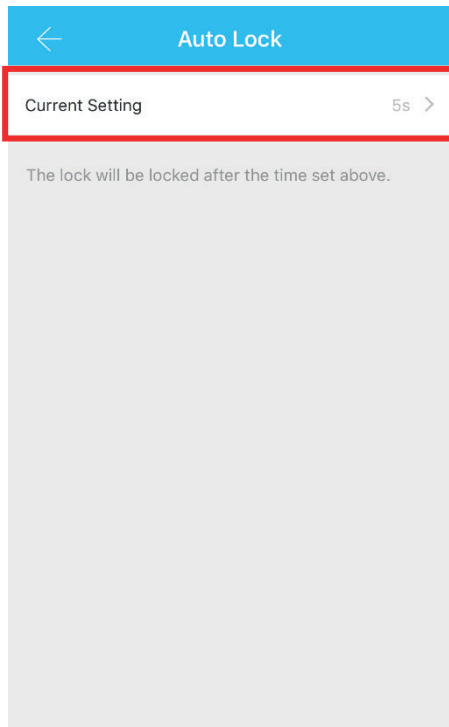 Auto Lock
Current Setting 5s
The lock will be locked after the time set above.